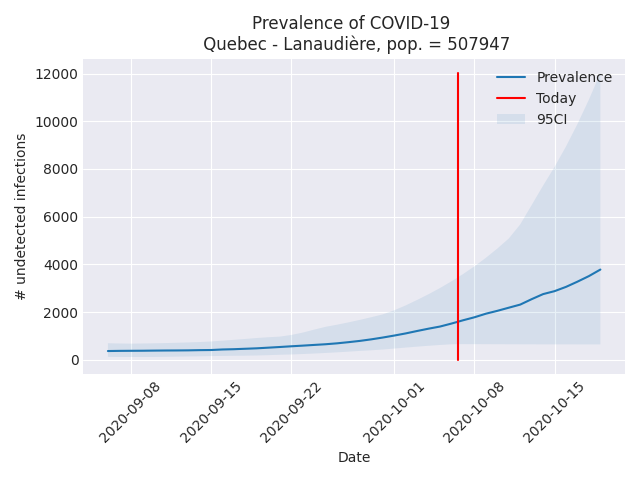 Prevalence of COVID-19
Quebec - Lanaudière, pop. = 507947
12000
10000
8000
6000
4000
2000
0
# undetected infections
Prevalence
Today
95CI
2020-09-08
2020-09-15
2020-09-22
2020-10-01
2020-10-08
2020-10-15
Date